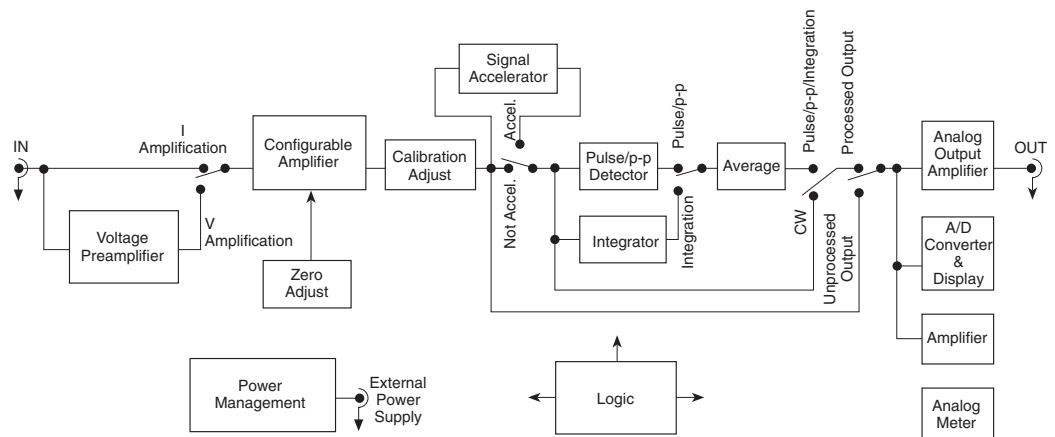 IN
I
Amplification
Voltage
Preamplifier
V
Amplification
Configurable
Amplifier
Zero
Adjust
Calibration
Adjust
Signal
Accelerator
Accel.
Not Accel.
Pulse/p-p
Detector
Integrator
Pulse/p-p
Integration
Average
Pulse/p-p/Integration
CW
Processed Output
Unprocessed
Output
Analog
Output
Amplifier
OUT
A/D
Converter
&
Display
Amplifier
Analog
Meter
Power
Management
External
Power
Supply
Logic